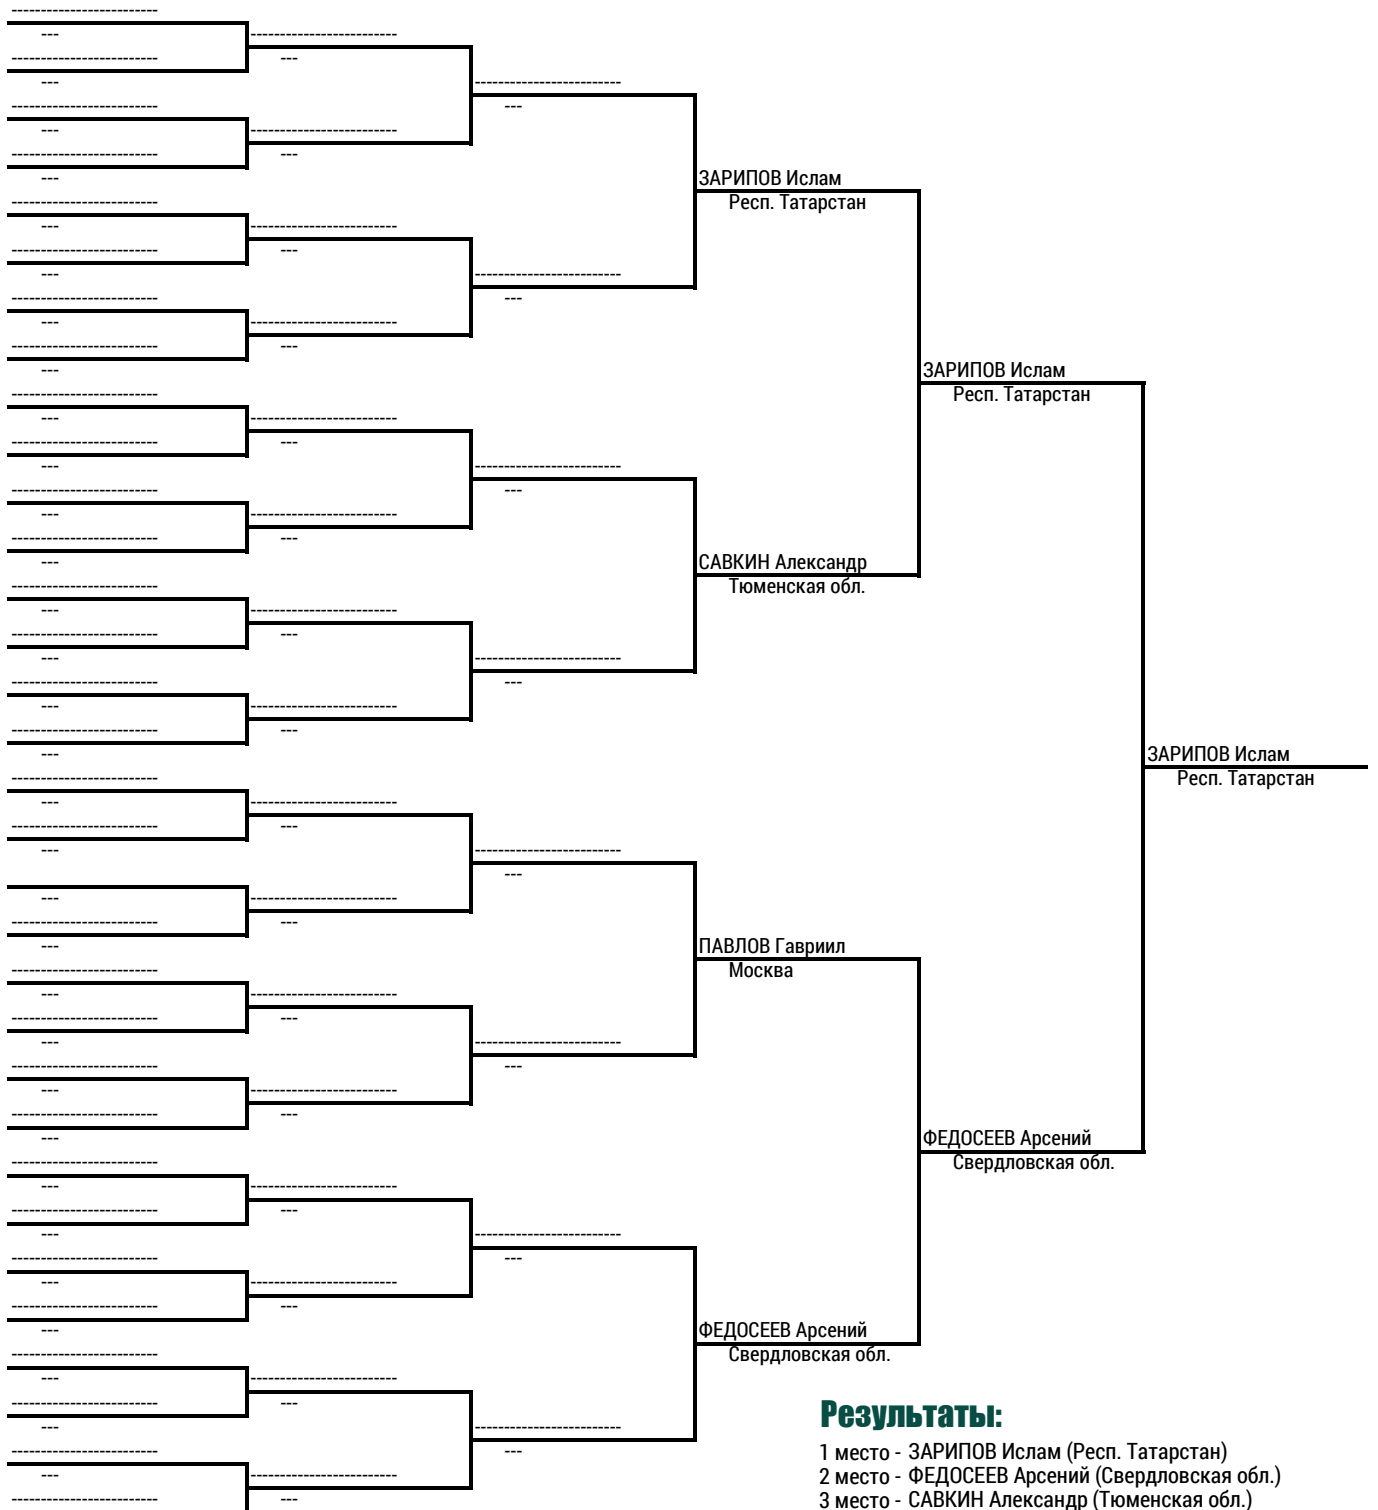 ЗАРИПОВ Ислам
Респ. Татарстан
ЗАРИПОВ Ислам
Респ. Татарстан
САВКИН Александр
Тюменская обл.
ЗАРИПОВ Ислам
Респ. Татарстан
ПАВЛОВ Гавриил
Москва
ФЕДОСЕЕВ Арсений
Свердловская обл.
ФЕДОСЕЕВ Арсений
Свердловская обл.
Результаты:
1 место - ЗАРИПОВ Ислам (Респ. Татарстан)
2 место - ФЕДОСЕЕВ Арсений (Свердловская обл.)
3 место - САВКИН Александр (Тюменская обл.)